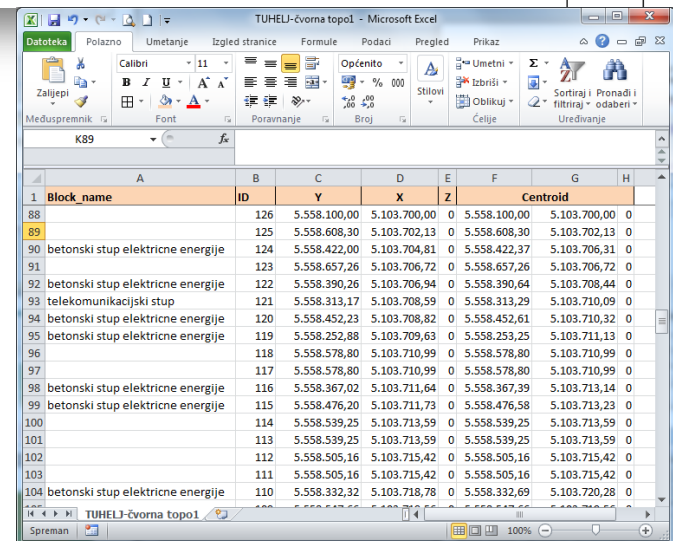 TUHELJ-čvorna topo1 - Microsoft Excel
Datoteka Polazno Umetanje Izgled stranice Formule Podaci Pregled Prikaz
Zalijepi
Međuspremnik
Calibri 11
B I U A A
A
Font
Poravnanje
Općenito
% 000
Broj
Stilovi
Umetni
Izbriši
Oblikuj
Ćelije
Σ
Sortiraj i filtriraj
Pronađi i odaberi
Uređivanje
K89 fx
A B C D E F G H
1 Block_name ID Y X Z Centroid
88 126 5.558.100,00 5.103.700,00 0 5.558.100,00 5.103.700,00 0
89 125 5.558.608,30 5.103.702,13 0 5.558.608,30 5.103.702,13 0
90 betonski stup elektricne energije 124 5.558.422,00 5.103.704,81 0 5.558.422,37 5.103.706,31 0
91 123 5.558.657,26 5.103.706,72 0 5.558.657,26 5.103.706,72 0
92 betonski stup elektricne energije 122 5.558.390,26 5.103.706,94 0 5.558.390,64 5.103.708,44 0
93 telekomunikacijski stup 121 5.558.313,17 5.103.708,59 0 5.558.313,29 5.103.710,09 0
94 betonski stup elektricne energije 120 5.558.452,23 5.103.708,82 0 5.558.452,61 5.103.710,32 0
95 betonski stup elektricne energije 119 5.558.252,88 5.103.709,63 0 5.558.253,25 5.103.711,13 0
96 118 5.558.578,80 5.103.710,99 0 5.558.578,80 5.103.710,99 0
97 117 5.558.578,80 5.103.710,99 0 5.558.578,80 5.103.710,99 0
98 betonski stup elektricne energije 116 5.558.367,02 5.103.711,64 0 5.558.367,39 5.103.713,14 0
99 betonski stup elektricne energije 115 5.558.476,20 5.103.711,73 0 5.558.476,58 5.103.713,23 0
100 114 5.558.539,25 5.103.713,59 0 5.558.539,25 5.103.713,59 0
101 113 5.558.539,25 5.103.713,59 0 5.558.539,25 5.103.713,59 0
102 112 5.558.505,16 5.103.715,42 0 5.558.505,16 5.103.715,42 0
103 111 5.558.505,16 5.103.715,42 0 5.558.505,16 5.103.715,42 0
104 betonski stup elektricne energije 110 5.558.332,32 5.103.718,78 0 5.558.332,69 5.103.720,28 0
TUHELJ-čvorna topo1
Spreman 100%